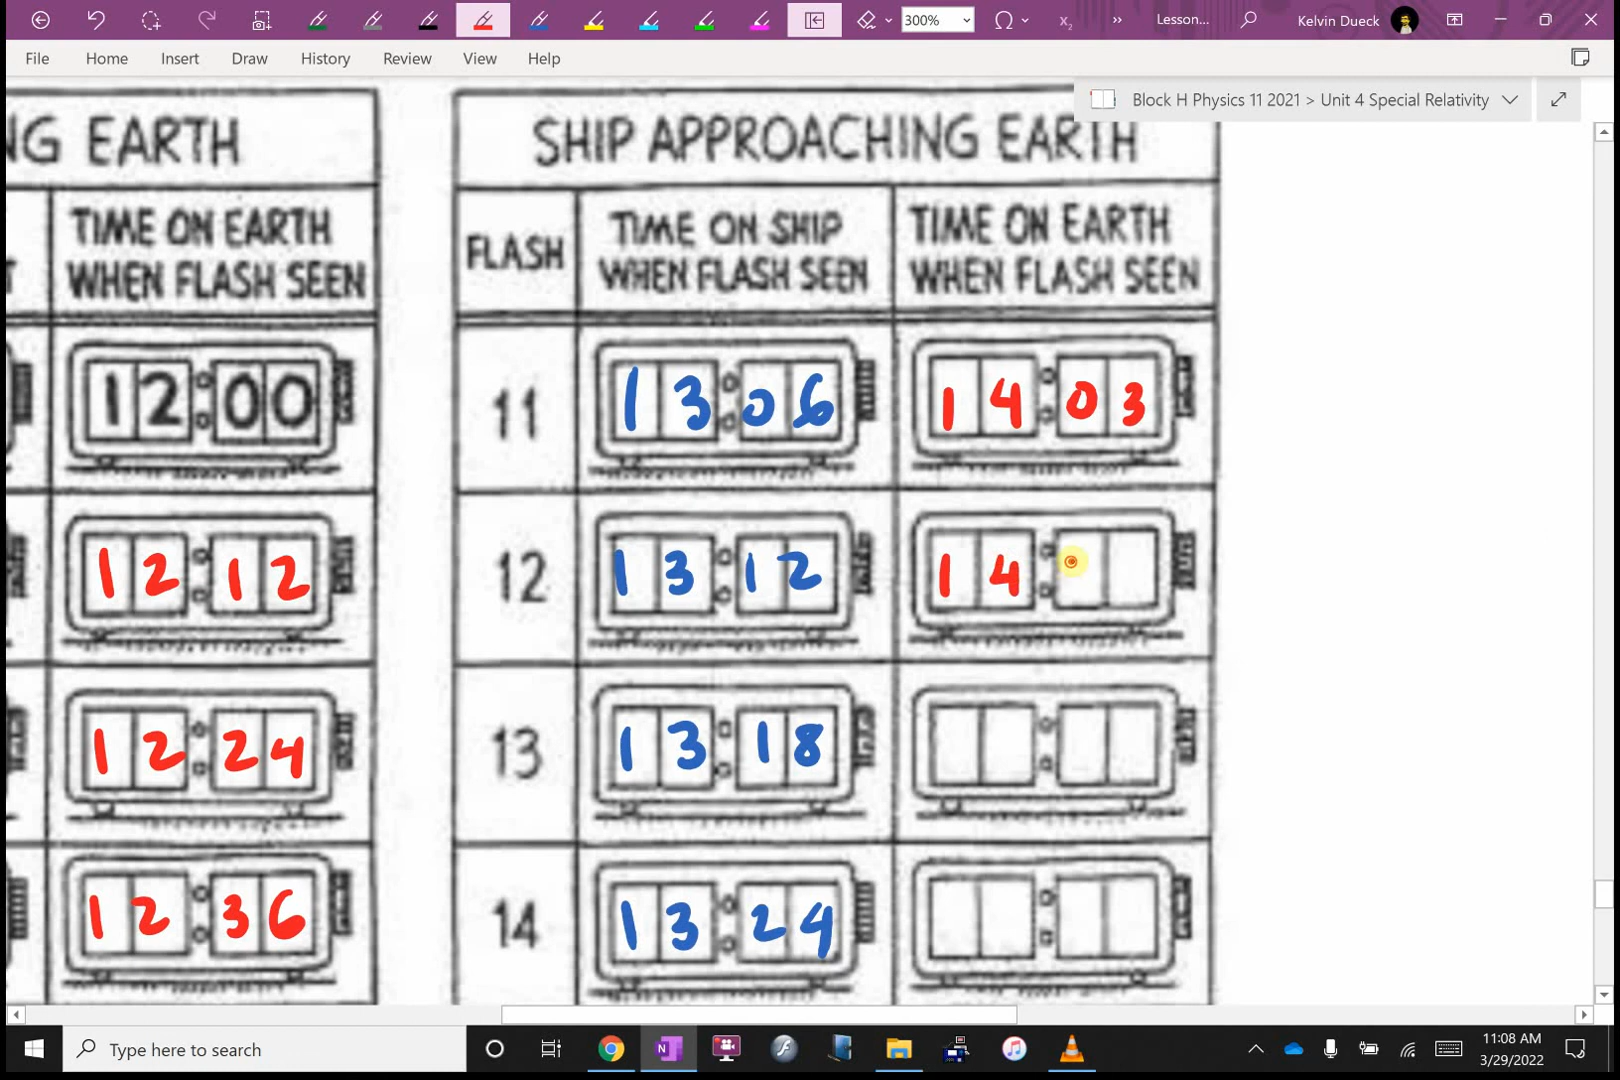 300%
Lesson...
Kelvin Dueck
File Home Insert Draw History Review View Help
Block H Physics 11 2021 > Unit 4 Special Relativity
NG EARTH
TIME ON EARTH
WHEN FLASH SEEN
12:00
12:12
12:24
12:36
SHIP APPROACHING EARTH
FLASH
TIME ON SHIP
WHEN FLASH SEEN
TIME ON EARTH
WHEN FLASH SEEN
11 13:06 14:03
12 13:12 14:
13 13:18
14 13:24
Type here to search
11:08 AM
3/29/2022